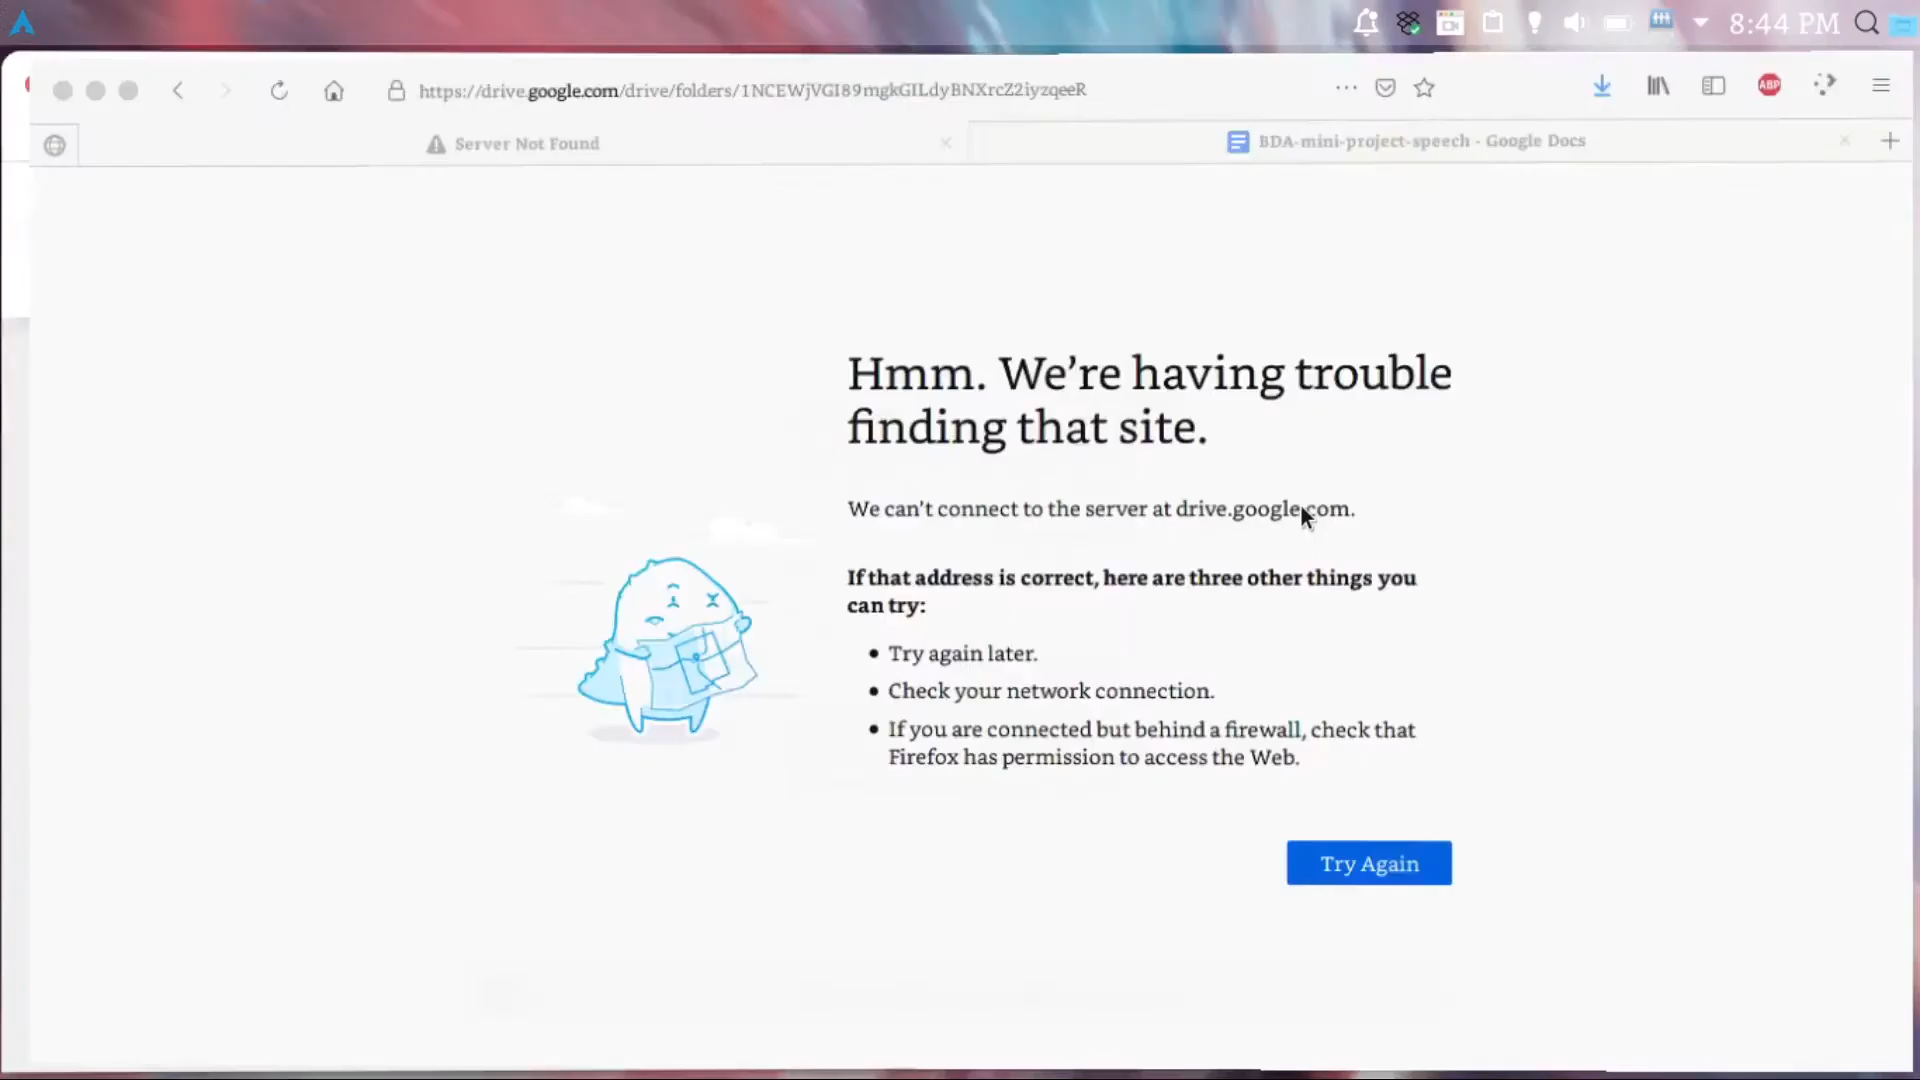 8:44 PM
https://drive.google.com/drive/folders/1NCEWjVGI89mgkGILdyBNXrcZ2iyzqeeR
ABP
Server Not Found
BDA-mini-project-speech - Google Docs
Hmm. We’re having trouble
finding that site.
We can't connect to the server at drive.google.com.
If that address is correct, here are three other things you
can try:
• Try again later.
• Check your network connection.
• If you are connected but behind a firewall, check that
Firefox has permission to access the Web.
Try Again